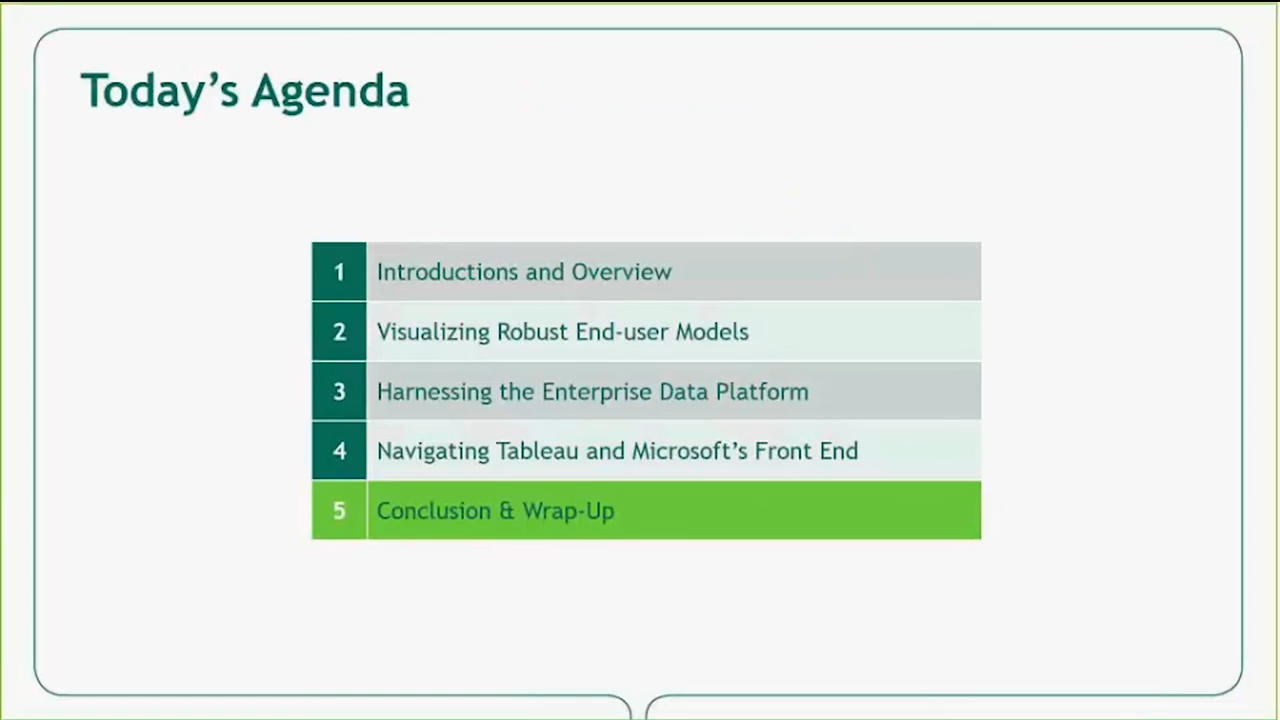 Today’s Agenda
1 Introductions and Overview
2 Visualizing Robust End-user Models
3 Harnessing the Enterprise Data Platform
4 Navigating Tableau and Microsoft’s Front End
5 Conclusion & Wrap-Up